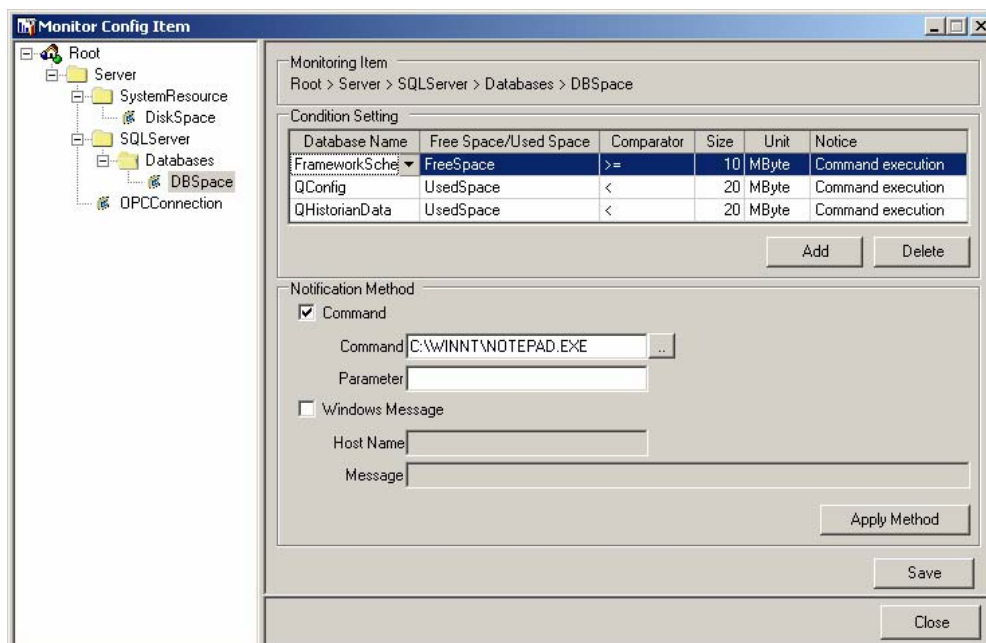 Monitor Config Item
Root
Server
SystemResource
DiskSpace
SQLServer
Databases
DBSpace
OPCConnection
Monitoring Item
Root > Server > SQLServer > Databases > DBSpace
Condition Setting
Database Name Free Space/Used Space Comparator Size Unit Notice
FrameworkSche FreeSpace >= 10 MByte Command execution
QConfig UsedSpace < 20 MByte Command execution
QHistorianData UsedSpace < 20 MByte Command execution
Add Delete
Notification Method
Command
Command C:\WINNT\NOTEPAD.EXE ..
Parameter
Windows Message
Host Name
Message
Apply Method
Save
Close